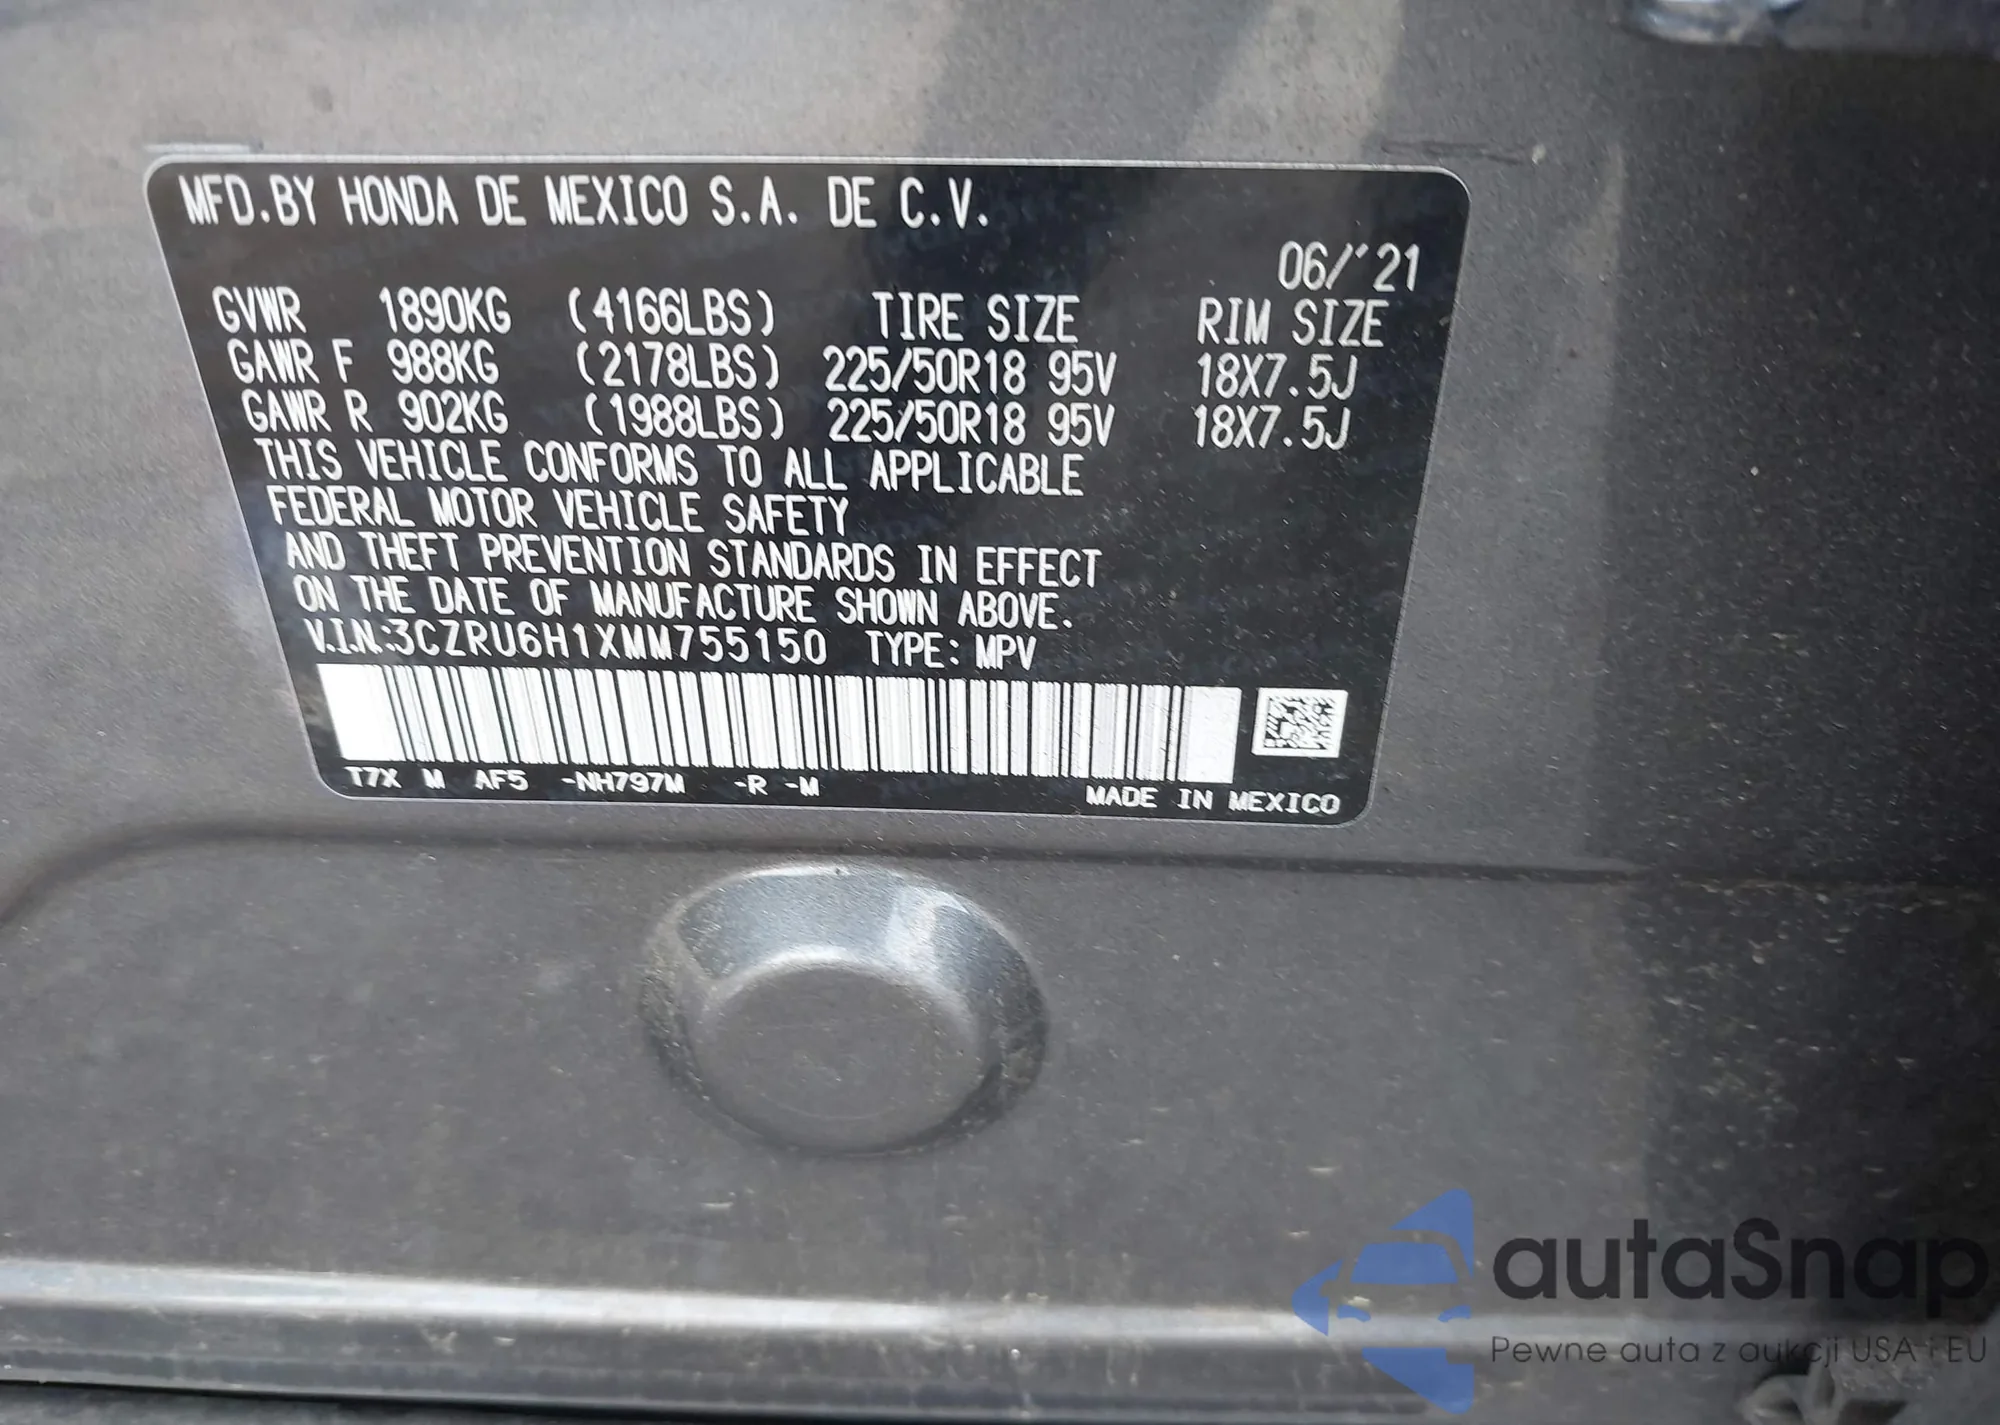 MFD.BY HONDA DE MEXICO S.A. DE C.V.
06/'21
GVWR 1890KG (4166LBS) TIRE SIZE RIM SIZE
GAWR F 988KG (2178LBS) 225/50R18 95V 18X7.5J
GAWR R 902KG (1988LBS) 225/50R18 95V 18X7.5J
THIS VEHICLE CONFORMS TO ALL APPLICABLE
FEDERAL MOTOR VEHICLE SAFETY
AND THEFT PREVENTION STANDARDS IN EFFECT
ON THE DATE OF MANUFACTURE SHOWN ABOVE.
V.I.N.:3CZRU6H1XMM755150 TYPE: MPV
T7X M AF5 -NH797M -R -M
MADE IN MEXICO
autaSnap
Pewne auta z aukcji USA i EU